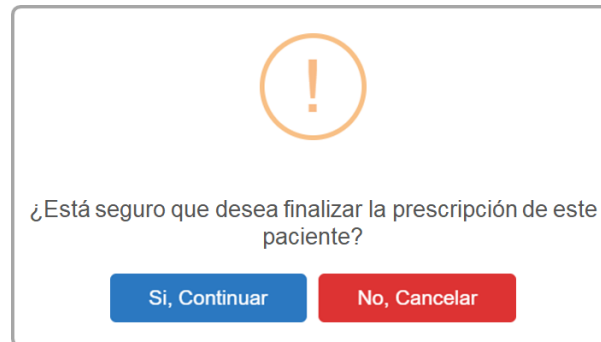 !
¿Está seguro que desea finalizar la prescripción de este
paciente?
Si, Continuar
No, Cancelar